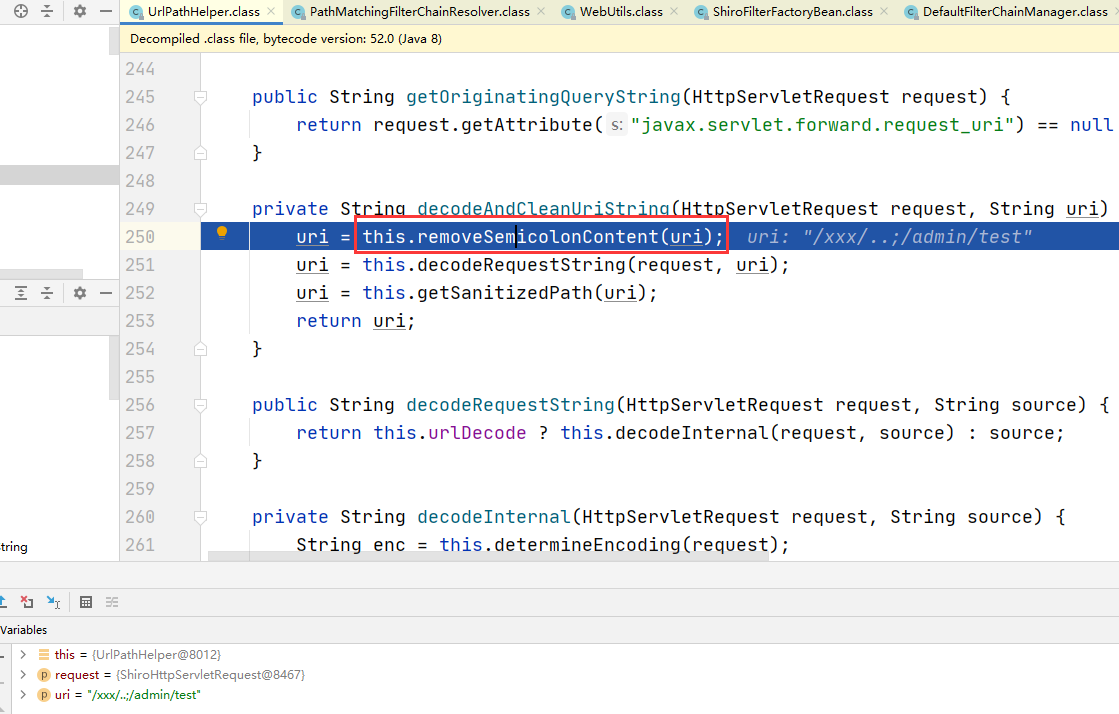 UrlPathHelper.class PathMatchingFilterChainResolver.class WebUtils.class ShiroFilterFactoryBean.class DefaultFilterChainManager.class
Decompiled .class file, bytecode version: 52.0 (Java 8)
244
245 public String getOriginatingQueryString(HttpServletRequest request) {
246 return request.getAttribute( s: "javax.servlet.forward.request_uri") == null
247 }
248
249 private String decodeAndCleanUriString(HttpServletRequest request, String uri)
250 uri = this.removeSemicolonContent(uri); uri: "/xxx/..;/admin/test"
251 uri = this.decodeRequestString(request, uri);
252 uri = this.getSanitizedPath(uri);
253 return uri;
254 }
255
256 public String decodeRequestString(HttpServletRequest request, String source) {
257 return this.urlDecode ? this.decodeInternal(request, source) : source;
258 }
259
260 private String decodeInternal(HttpServletRequest request, String source) {
261 String enc = this.determineEncoding(request);
tring
Variables
this = {UrlPathHelper@8012}
request = {ShiroHttpServletRequest@8467}
uri = "/xxx/..;/admin/test"